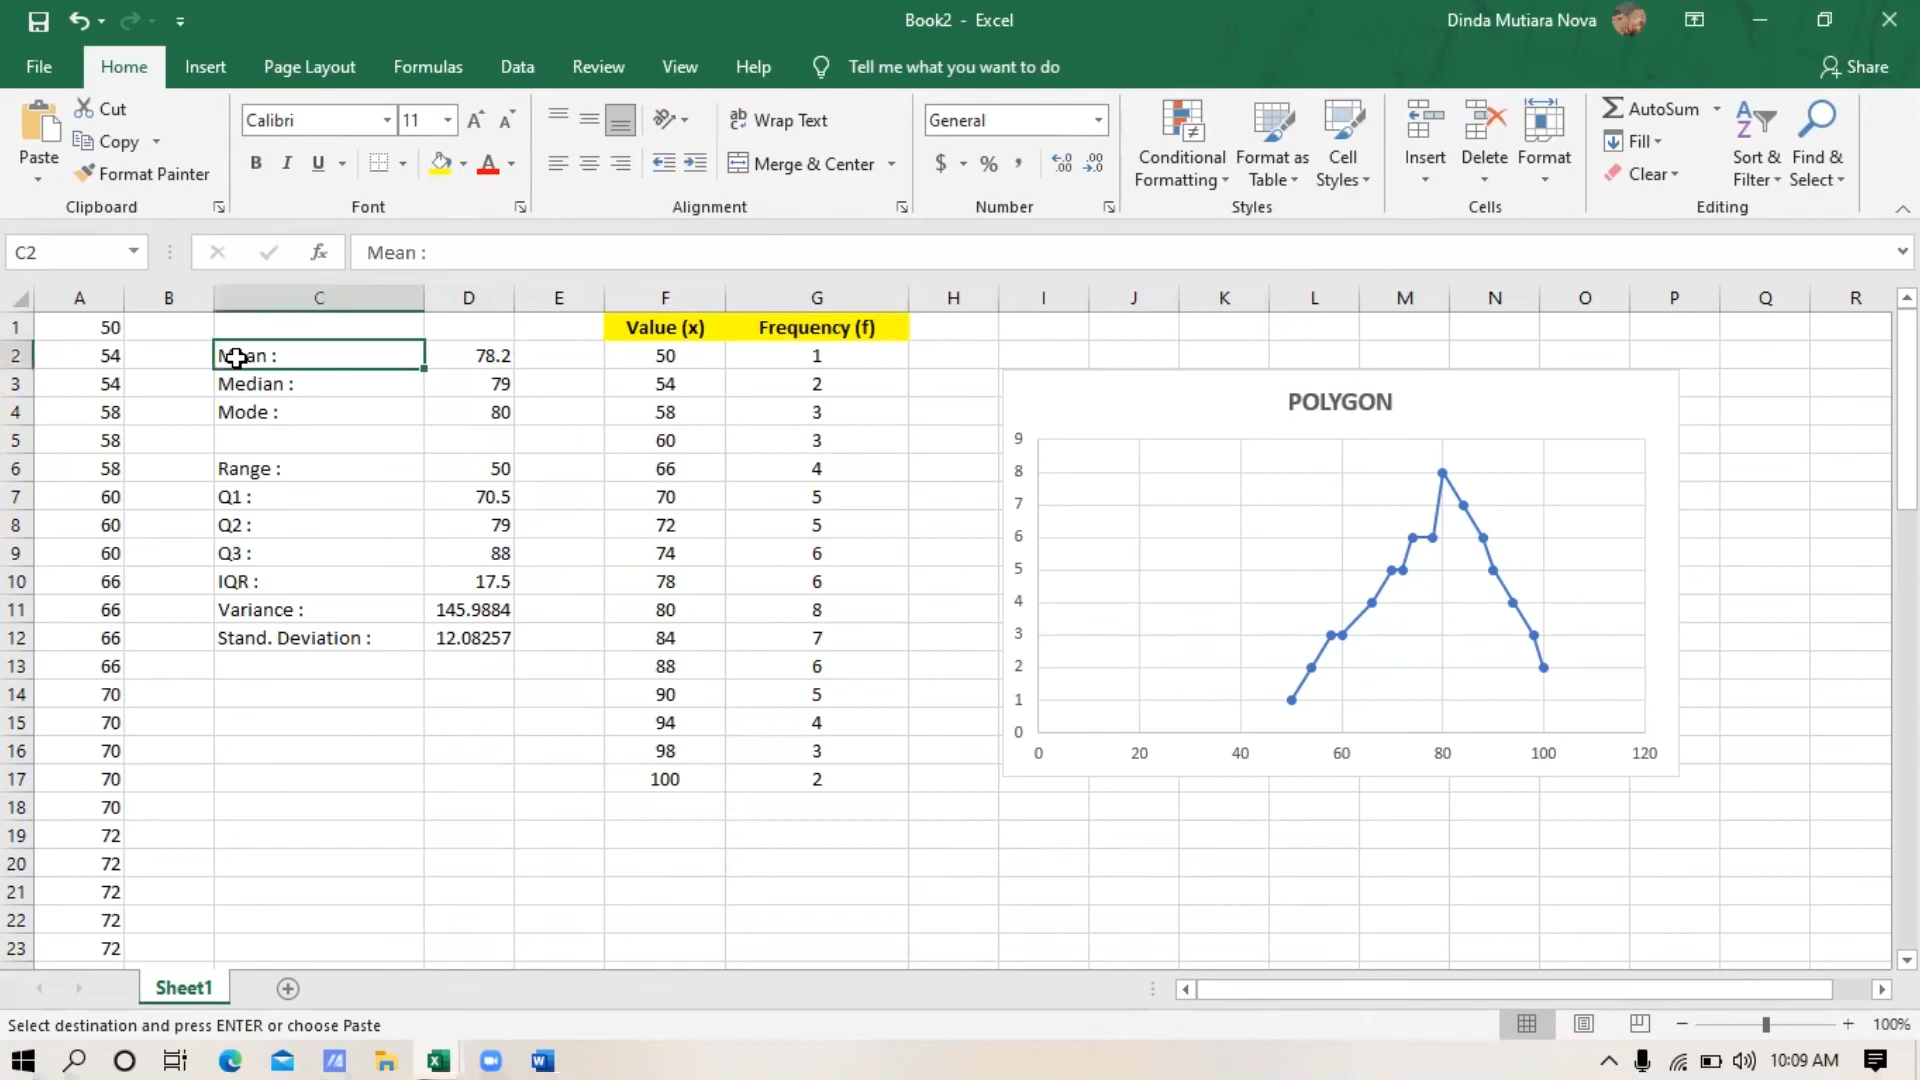 Book2 - Excel
Dinda Mutiara Nova
File Home Insert Page Layout Formulas Data Review View Help Tell me what you want to do Share
Paste Cut Copy Format Painter Clipboard
Calibri 11 B I U A A A Font
ab Wrap Text Merge & Center Alignment
General $ % , .00 .0 Number
Conditional Formatting Format as Table Cell Styles Styles
Insert Delete Format Cells
AutoSum Fill Clear Sort & Filter Find & Select Editing
C2 fx Mean :
A B C D E F G H I J K L M N O P Q R
1 50 Value (x) Frequency (f)
2 54 Mean : 78.2 50 1
3 54 Median : 79 54 2
4 58 Mode : 80 58 3
5 58 60 3
6 58 Range : 50 66 4
7 60 Q1 : 70.5 70 5
8 60 Q2 : 79 72 5
9 60 Q3 : 88 74 6
10 66 IQR : 17.5 78 6
11 66 Variance : 145.9884 80 8
12 66 Stand. Deviation : 12.08257 84 7
13 66 88 6
14 70 90 5
15 70 94 4
16 70 98 3
17 70 100 2
18 70
19 72
20 72
21 72
22 72
23 72
POLYGON
9
8
7
6
5
4
3
2
1
0
0 20 40 60 80 100 120
Sheet1
Select destination and press ENTER or choose Paste
100%
10:09 AM